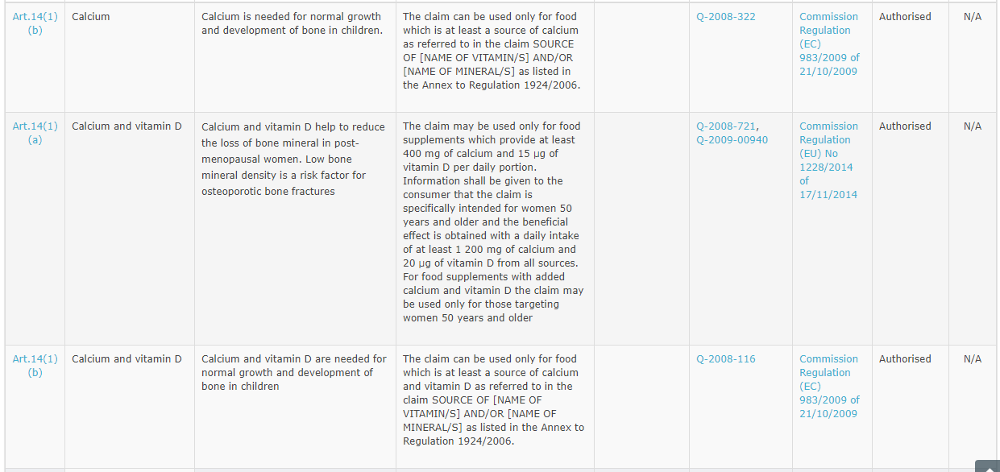 Art.14(1)
(b)
Calcium
Calcium is needed for normal growth
and development of bone in children.
The claim can be used only for food
which is at least a source of calcium
as referred to in the claim SOURCE
OF [NAME OF VITAMIN/S] AND/OR
[NAME OF MINERAL/S] as listed in
the Annex to Regulation 1924/2006.
Q-2008-322
Commission
Regulation
(EC)
983/2009 of
21/10/2009
Authorised
N/A
Art.14(1)
(a)
Calcium and vitamin D
Calcium and vitamin D help to reduce
the loss of bone mineral in post-
menopausal women. Low bone
mineral density is a risk factor for
osteoporotic bone fractures
The claim may be used only for food
supplements which provide at least
400 mg of calcium and 15 µg of
vitamin D per daily portion.
Information shall be given to the
consumer that the claim is
specifically intended for women 50
years and older and the beneficial
effect is obtained with a daily intake
of at least 1 200 mg of calcium and
20 µg of vitamin D from all sources.
For food supplements with added
calcium and vitamin D the claim may
be used only for those targeting
women 50 years and older
Q-2008-721,
Q-2009-00940
Commission
Regulation
(EU) No
1228/2014
of
17/11/2014
Authorised
N/A
Art.14(1)
(b)
Calcium and vitamin D
Calcium and vitamin D are needed for
normal growth and development of
bone in children
The claim can be used only for food
which is at least a source of calcium
and vitamin D as referred to in the
claim SOURCE OF [NAME OF
VITAMIN/S] AND/OR [NAME OF
MINERAL/S] as listed in the Annex to
Regulation 1924/2006.
Q-2008-116
Commission
Regulation
(EC)
983/2009 of
21/10/2009
Authorised
N/A